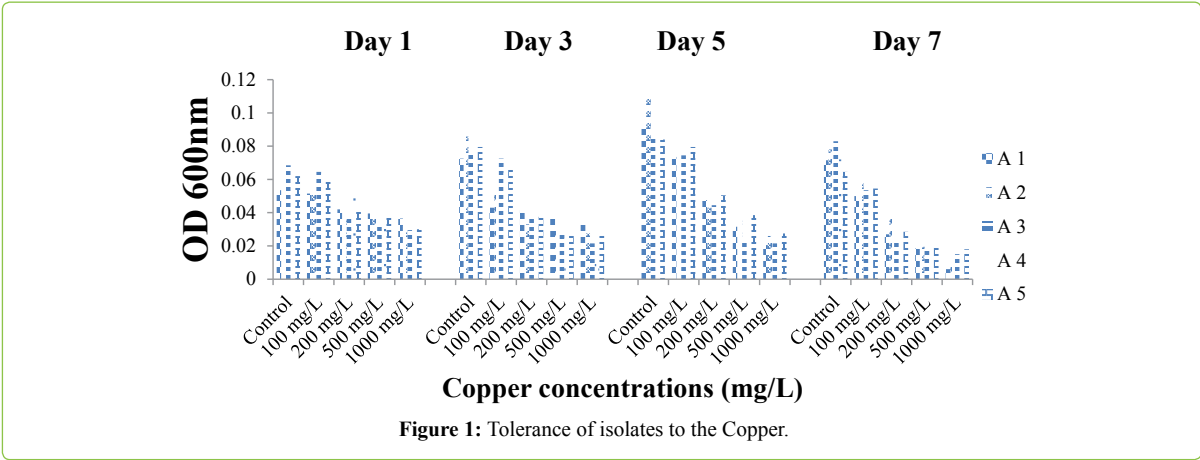 Day 1 Day 3 Day 5 Day 7
OD 600nm
0.12
0.1
0.08
0.06
0.04
0.02
0
A 1
A 2
A 3
A 4
A 5
Control 100 mg/L 200 mg/L 500 mg/L 1000 mg/L Control 100 mg/L 200 mg/L 500 mg/L 1000 mg/L Control 100 mg/L 200 mg/L 500 mg/L 1000 mg/L Control 100 mg/L 200 mg/L 500 mg/L 1000 mg/L
Copper concentrations (mg/L)
Figure 1: Tolerance of isolates to the Copper.